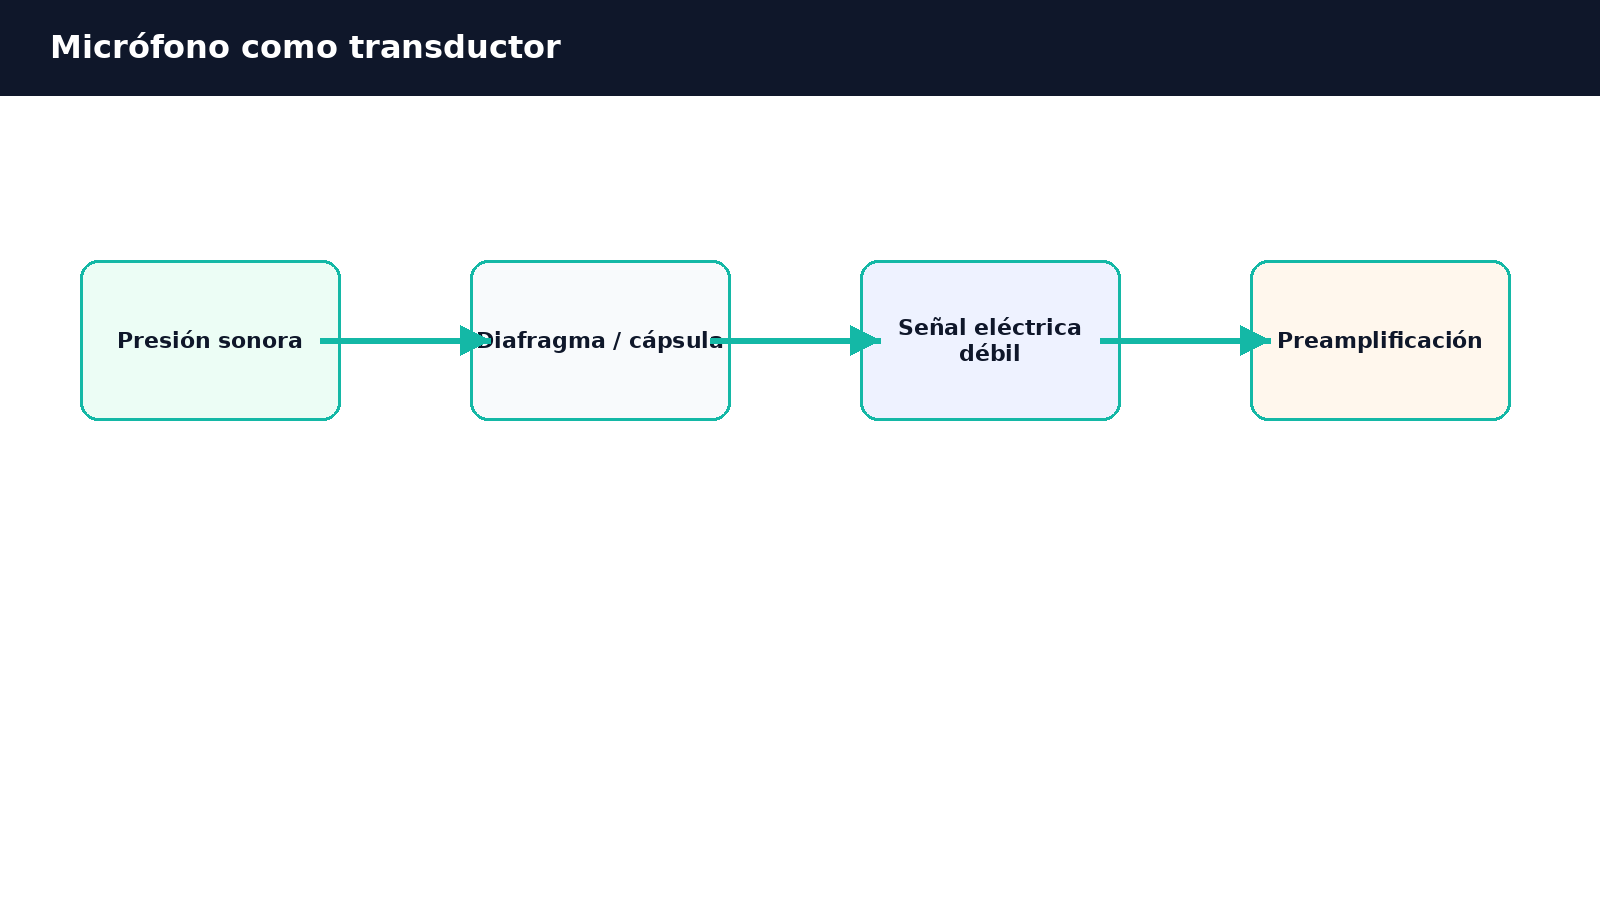 Micrófono como transductor
Presión sonora
Diafragma / cápsula
Señal eléctrica
débil
Preamplificación